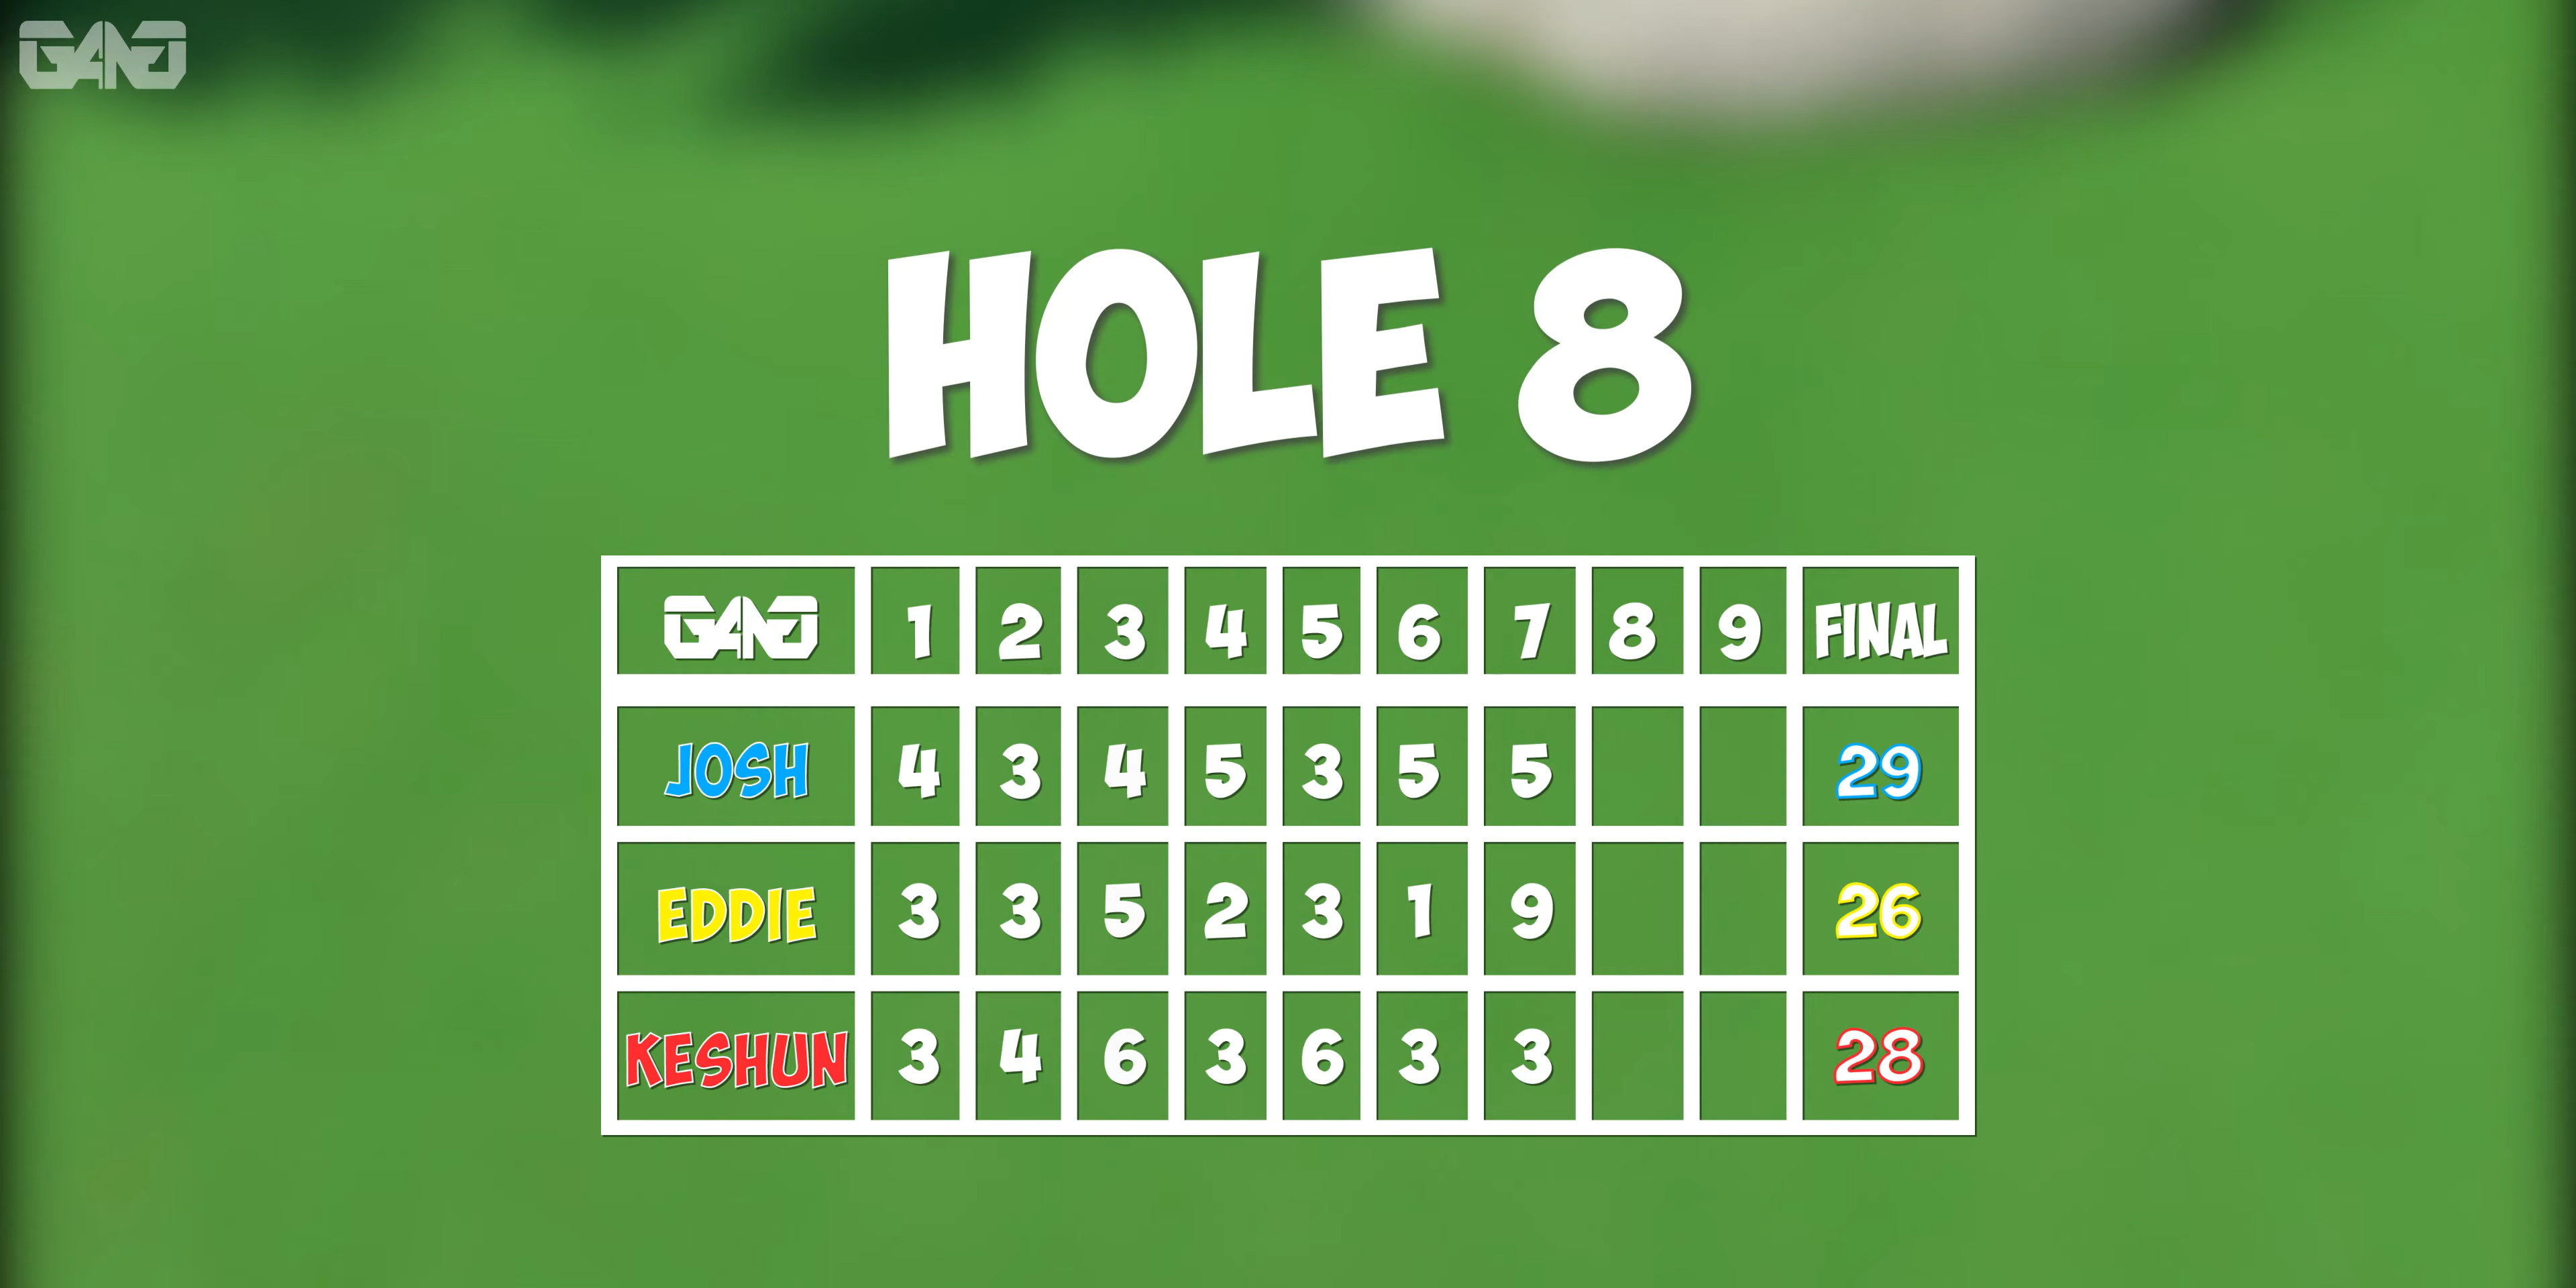 GANG
HOLE 8
GANG 1 2 3 4 5 6 7 8 9 FINAL
JOSH 4 3 4 5 3 5 5 29
EDDIE 3 3 5 2 3 1 9 26
KESHUN 3 4 6 3 6 3 3 28